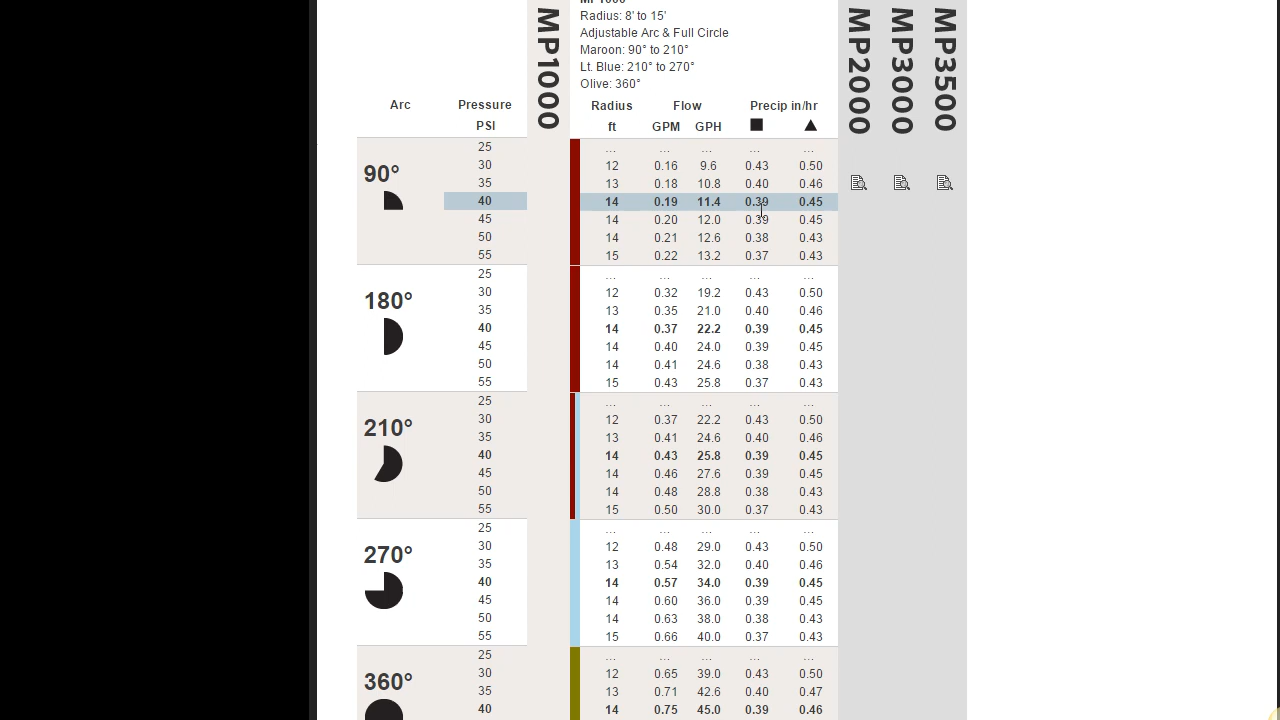 MP1000
Radius: 8' to 15'
Adjustable Arc & Full Circle
Maroon: 90° to 210°
Lt. Blue: 210° to 270°
Olive: 360°
MP1000
MP2000
MP3000
MP3500
Arc Pressure Radius Flow Precip in/hr
PSI ft GPM GPH ■ ▲
90°
25 ... ... ... ... ...
30 12 0.16 9.6 0.43 0.50
35 13 0.18 10.8 0.40 0.46
40 14 0.19 11.4 0.39 0.45
45 14 0.20 12.0 0.39 0.45
50 14 0.21 12.6 0.38 0.43
55 15 0.22 13.2 0.37 0.43
180°
25 ... ... ... ... ...
30 12 0.32 19.2 0.43 0.50
35 13 0.35 21.0 0.40 0.46
40 14 0.37 22.2 0.39 0.45
45 14 0.40 24.0 0.39 0.45
50 14 0.41 24.6 0.38 0.43
55 15 0.43 25.8 0.37 0.43
210°
25 ... ... ... ... ...
30 12 0.37 22.2 0.43 0.50
35 13 0.41 24.6 0.40 0.46
40 14 0.43 25.8 0.39 0.45
45 14 0.46 27.6 0.39 0.45
50 14 0.48 28.8 0.38 0.43
55 15 0.50 30.0 0.37 0.43
270°
25 ... ... ... ... ...
30 12 0.48 29.0 0.43 0.50
35 13 0.54 32.0 0.40 0.46
40 14 0.57 34.0 0.39 0.45
45 14 0.60 36.0 0.39 0.45
50 14 0.63 38.0 0.38 0.43
55 15 0.66 40.0 0.37 0.43
360°
25 ... ... ... ... ...
30 12 0.65 39.0 0.43 0.50
35 13 0.71 42.6 0.40 0.47
40 14 0.75 45.0 0.39 0.46